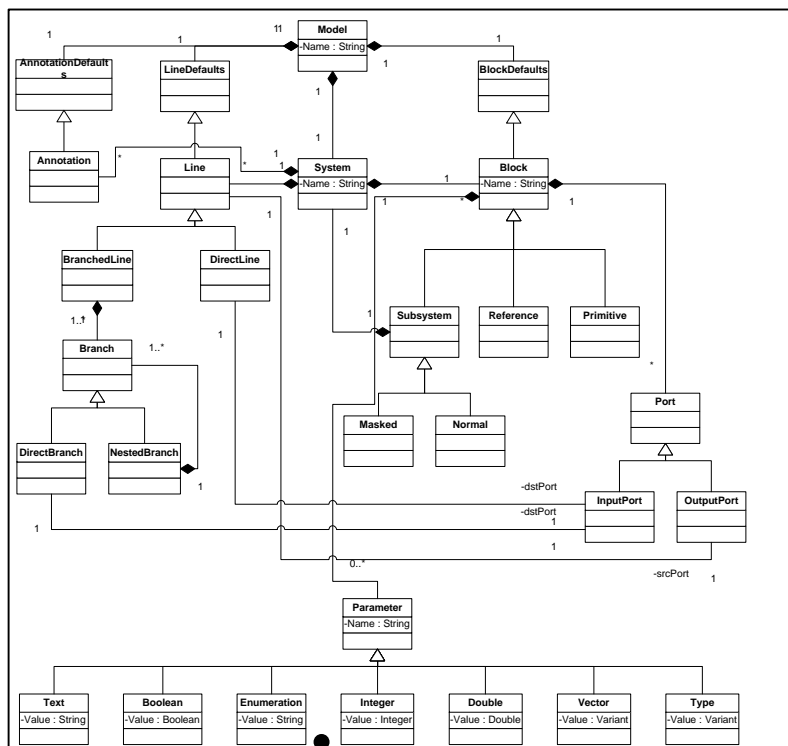 1
1
11
Model
-Name : String
1
1
AnnotationDefault
s
LineDefaults
BlockDefaults
1
1
Annotation
*
*
1
1
Line
System
-Name : String
1
1
*
Block
-Name : String
1
1
1
BranchedLine
DirectLine
1..*
1
1
1
Subsystem
Reference
Primitive
Branch
1..*
*
Masked
Normal
Port
DirectBranch
NestedBranch
1
-dstPort
-dstPort
InputPort
OutputPort
1
1
1
-srcPort
1
0..*
Parameter
-Name : String
Text
-Value : String
Boolean
-Value : Boolean
Enumeration
-Value : String
Integer
-Value : Integer
Double
-Value : Double
Vector
-Value : Variant
Type
-Value : Variant